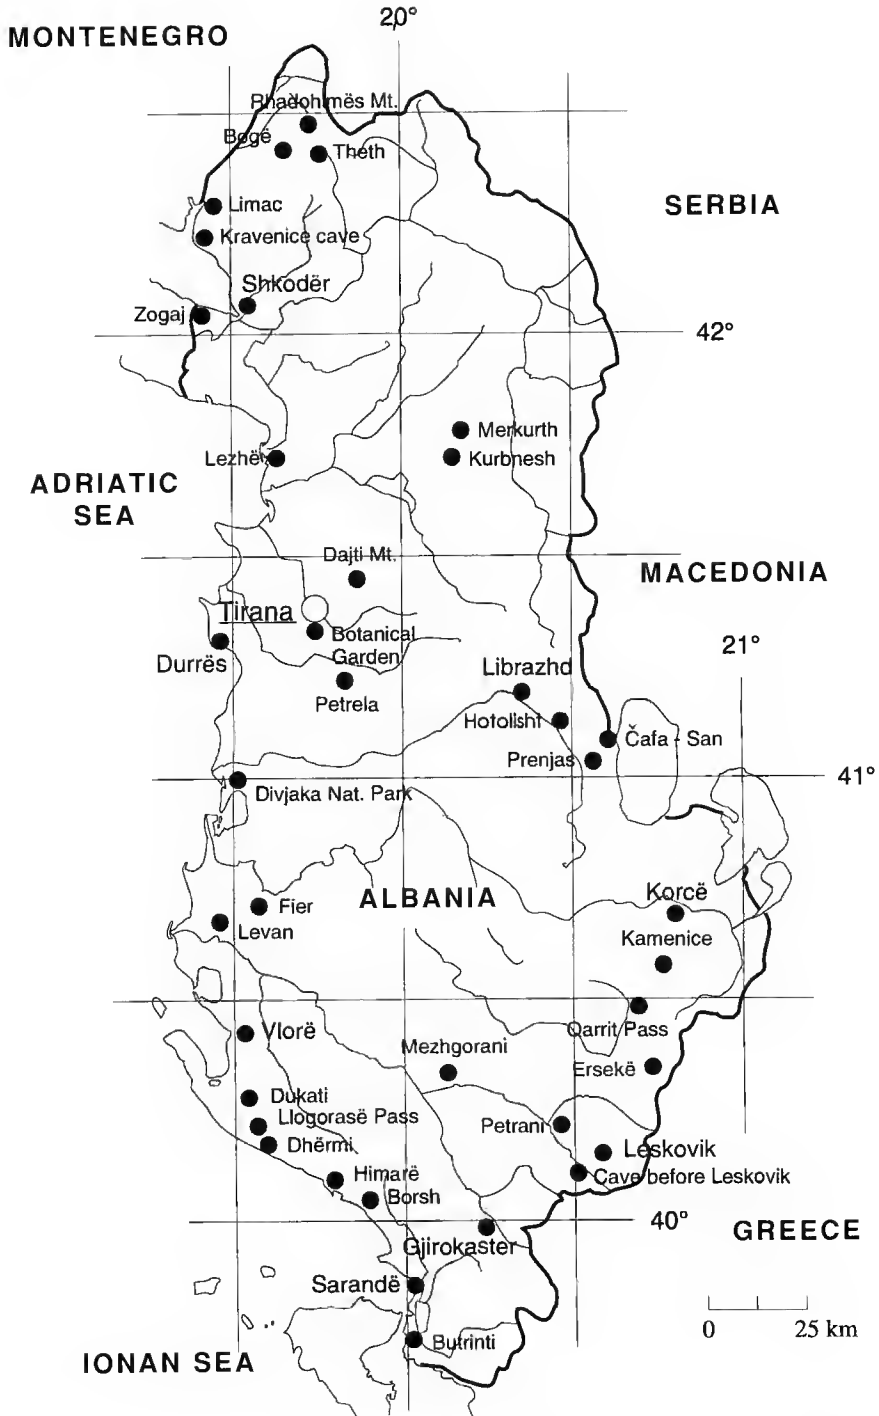 20°
MONTENEGRO
Rhadohimës Mt.
Bogë
Theth
Limac
SERBIA
Kravenice cave
Shkodër
Zogaj
42°
Merkurth
Lezhë
Kurbnesh
ADRIATIC
SEA
Dajti Mt.
MACEDONIA
Tirana
Botanical
Garden
21°
Durrës
Librazhd
Petrela
Hotolisht
Čafa - San
Prenjas
41°
Divjaka Nat. Park
Korcë
ALBANIA
Fier
Levan
Kamenice
Vlorë
Qarrit Pass
Mezhgorani
Ersekë
Dukati
Llogorasë Pass
Petrani
Dhërmi
Leskovik
Himarë
Cave before Leskovik
Borsh
40°
GREECE
Gjirokaster
Sarandë
0
25 km
Butrinti
IONAN SEA